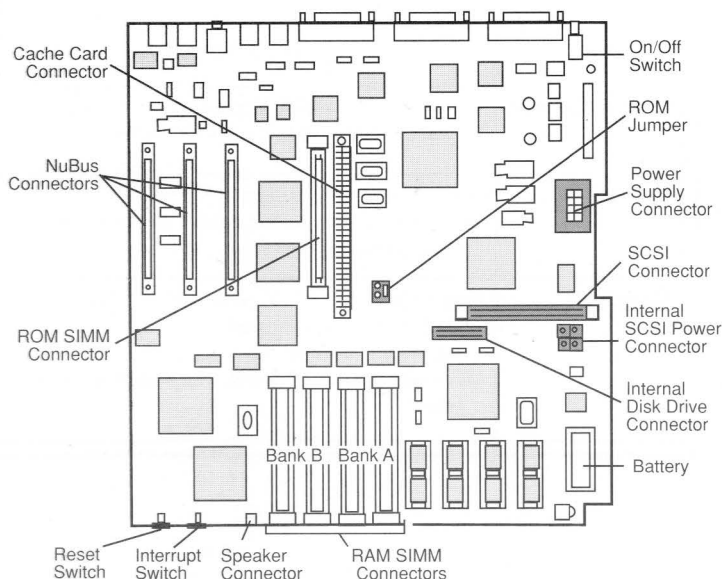 Cache Card
Connector
On/Off
Switch
ROM
Jumper
NuBus
Connectors
Power
Supply
Connector
SCSI
Connector
ROM SIMM
Connector
Internal
SCSI Power
Connector
Internal
Disk Drive
Connector
Bank B
Bank A
Battery
Reset
Switch
Interrupt
Switch
Speaker
Connector
RAM SIMM
Connectors